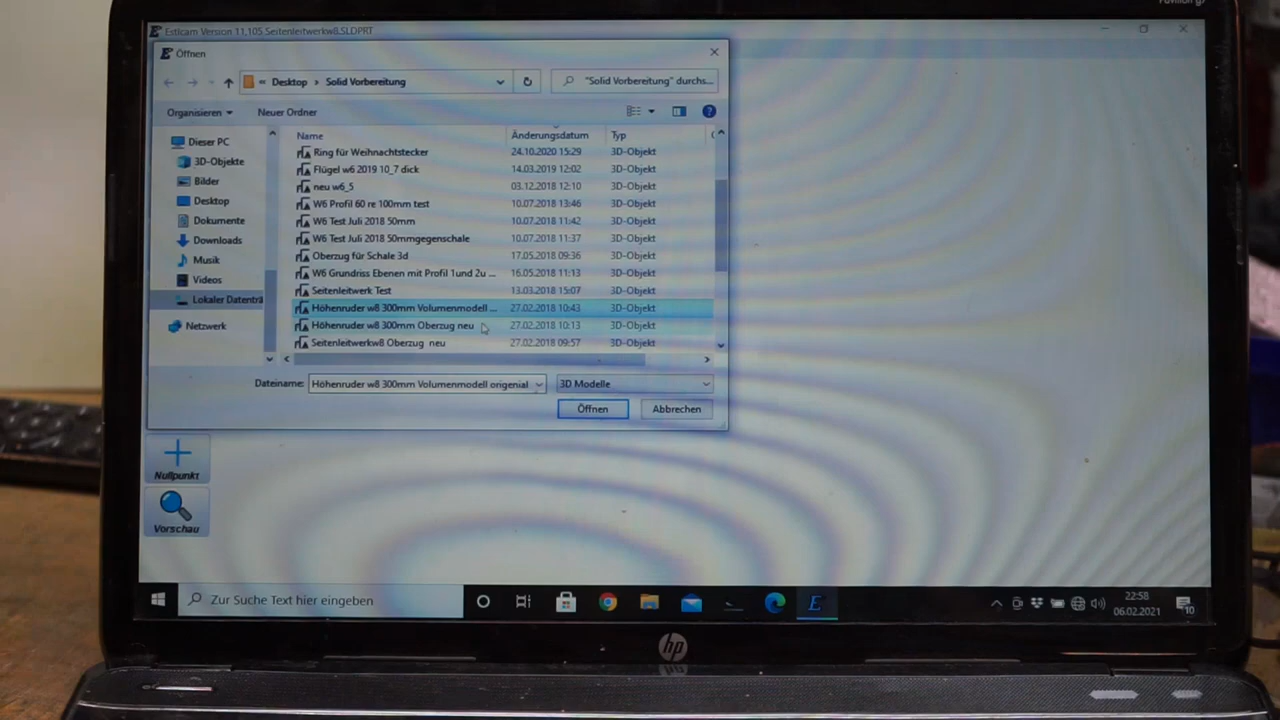 Pavilion g7
Estlcam Version 11,105 Seitenleitwerkw8.SLDPRT
Öffnen
Desktop > Solid Vorbereitung
"Solid Vorbereitung" durchs...
Organisieren
Neuer Ordner
Name Änderungsdatum Typ
Ring für Weihnachtstecker 24.10.2020 15:29 3D-Objekt
Flügel w6 2019 10_7 dick 14.03.2019 12:02 3D-Objekt
neu w6_5 03.12.2018 12:10 3D-Objekt
W6 Profil 60 re 100mm test 10.07.2018 13:46 3D-Objekt
W6 Test Juli 2018 50mm 10.07.2018 11:42 3D-Objekt
W6 Test Juli 2018 50mmgegenschale 10.07.2018 11:37 3D-Objekt
Oberzug für Schale 3d 17.05.2018 09:36 3D-Objekt
W6 Grundriss Ebenen mit Profil 1und 2u ... 16.05.2018 11:13 3D-Objekt
Seitenleitwerk Test 13.03.2018 15:07 3D-Objekt
Höhenruder w8 300mm Volumenmodell ... 27.02.2018 10:43 3D-Objekt
Höhenruder w8 300mm Oberzug neu 27.02.2018 10:13 3D-Objekt
Seitenleitwerkw8 Oberzug neu 27.02.2018 09:57 3D-Objekt
Dieser PC
3D-Objekte
Bilder
Desktop
Dokumente
Downloads
Musik
Videos
Lokaler Datenträ
Netzwerk
Dateiname: Höhenruder w8 300mm Volumenmodell origenial
3D Modelle
Öffnen
Abbrechen
Nullpunkt
Vorschau
Zur Suche Text hier eingeben
22:58
06.02.2021
10
hp